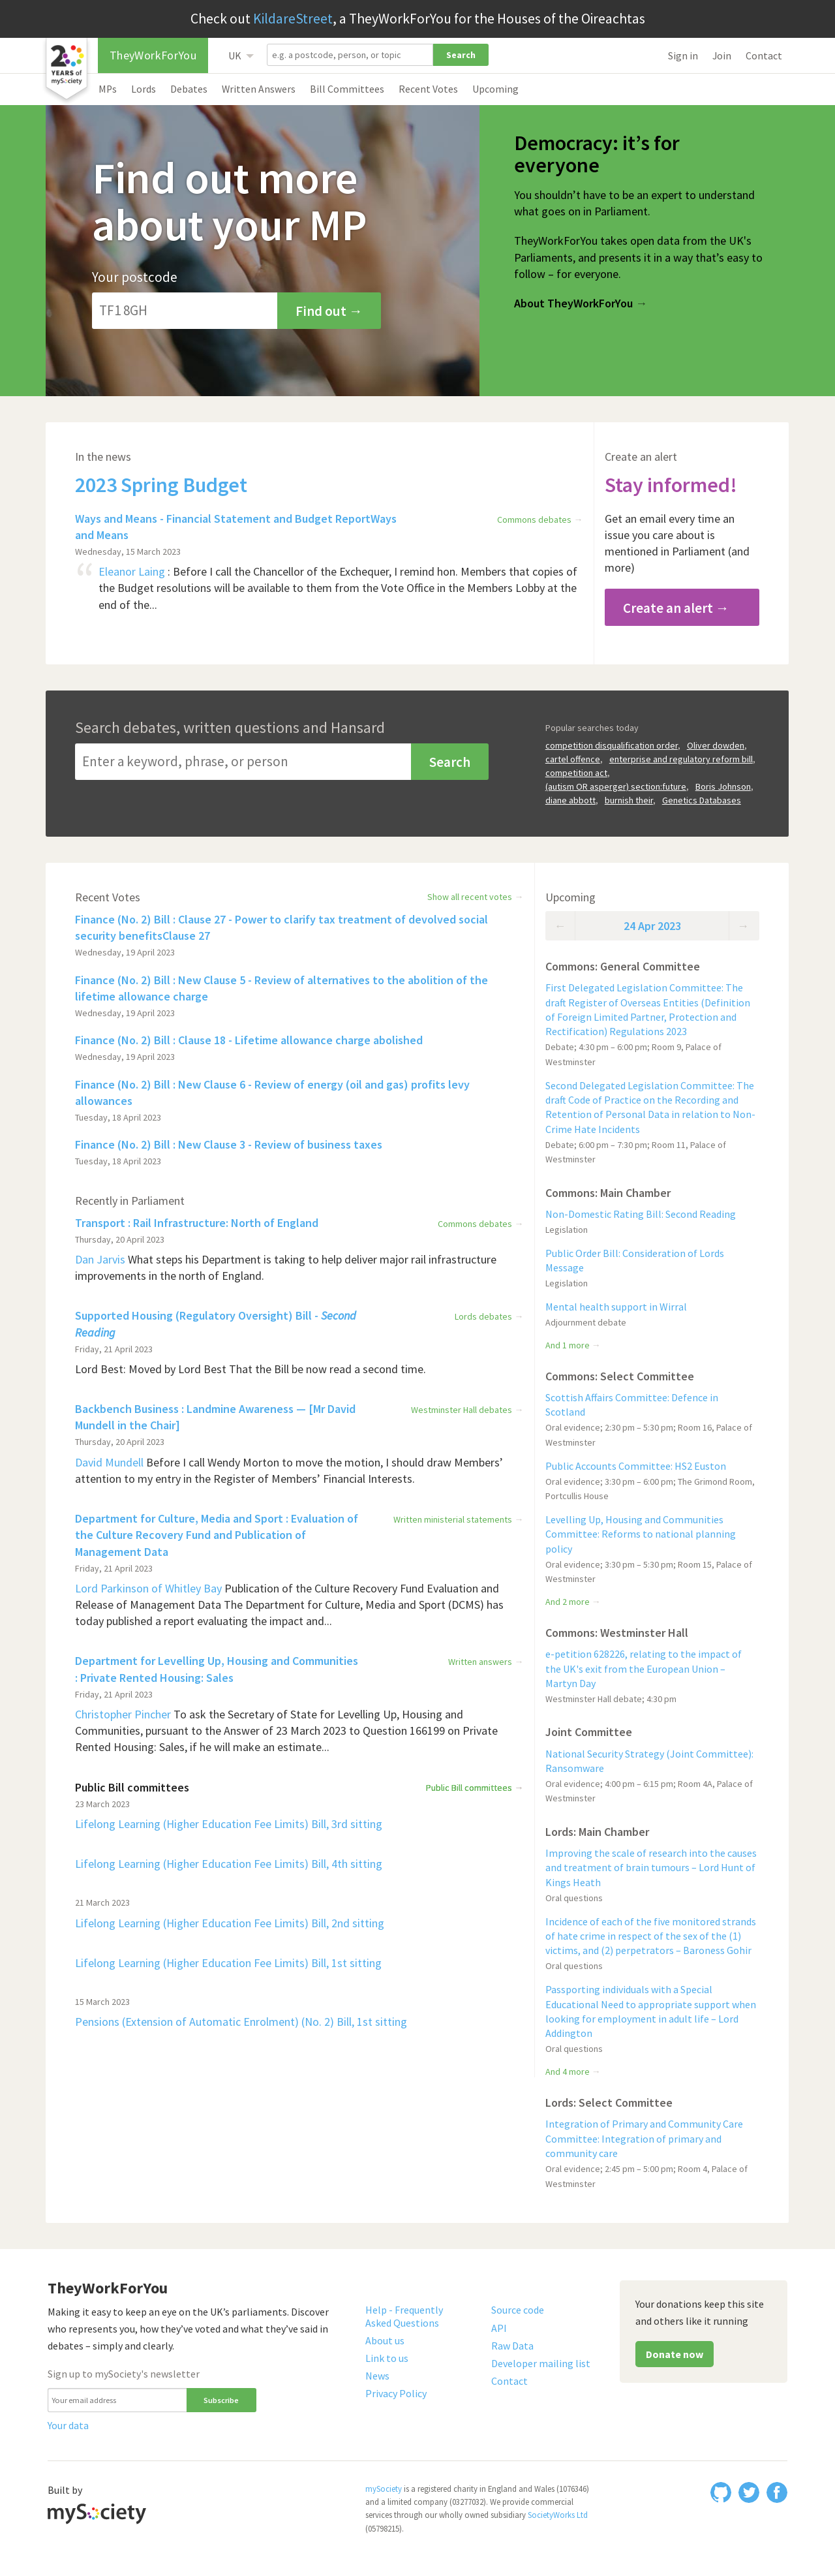 Check out KildareStreet, a TheyWorkForYou for the Houses of the Oireachtas
20
YEARS of
mySociety
TheyWorkForYou
UK
e.g. a postcode, person, or topic
Search
Sign in
Join
Contact
MPs
Lords
Debates
Written Answers
Bill Committees
Recent Votes
Upcoming
Find out more
about your MP
Your postcode
TF1 8GH
Find out →
Democracy: it’s for
everyone
You shouldn’t have to be an expert to understand
what goes on in Parliament.
TheyWorkForYou takes open data from the UK's
Parliaments, and presents it in a way that’s easy to
follow – for everyone.
About TheyWorkForYou →
In the news
2023 Spring Budget
Ways and Means - Financial Statement and Budget ReportWays
and Means
Commons debates →
Wednesday, 15 March 2023
“ Eleanor Laing : Before I call the Chancellor of the Exchequer, I remind hon. Members that copies of
the Budget resolutions will be available to them from the Vote Office in the Members Lobby at the
end of the...
Create an alert
Stay informed!
Get an email every time an
issue you care about is
mentioned in Parliament (and
more)
Create an alert →
Search debates, written questions and Hansard
Enter a keyword, phrase, or person
Search
Popular searches today
competition disqualification order, Oliver dowden,
cartel offence, enterprise and regulatory reform bill,
competition act,
(autism OR asperger) section:future, Boris Johnson,
diane abbott, burnish their, Genetics Databases
Recent Votes
Show all recent votes →
Finance (No. 2) Bill : Clause 27 - Power to clarify tax treatment of devolved social
security benefitsClause 27
Wednesday, 19 April 2023
Finance (No. 2) Bill : New Clause 5 - Review of alternatives to the abolition of the
lifetime allowance charge
Wednesday, 19 April 2023
Finance (No. 2) Bill : Clause 18 - Lifetime allowance charge abolished
Wednesday, 19 April 2023
Finance (No. 2) Bill : New Clause 6 - Review of energy (oil and gas) profits levy
allowances
Tuesday, 18 April 2023
Finance (No. 2) Bill : New Clause 3 - Review of business taxes
Tuesday, 18 April 2023
Recently in Parliament
Transport : Rail Infrastructure: North of England
Commons debates →
Thursday, 20 April 2023
Dan Jarvis What steps his Department is taking to help deliver major rail infrastructure
improvements in the north of England.
Supported Housing (Regulatory Oversight) Bill - Second
Reading
Lords debates →
Friday, 21 April 2023
Lord Best: Moved by Lord Best That the Bill be now read a second time.
Backbench Business : Landmine Awareness — [Mr David
Mundell in the Chair]
Westminster Hall debates →
Thursday, 20 April 2023
David Mundell Before I call Wendy Morton to move the motion, I should draw Members’
attention to my entry in the Register of Members’ Financial Interests.
Department for Culture, Media and Sport : Evaluation of
the Culture Recovery Fund and Publication of
Management Data
Written ministerial statements →
Friday, 21 April 2023
Lord Parkinson of Whitley Bay Publication of the Culture Recovery Fund Evaluation and
Release of Management Data The Department for Culture, Media and Sport (DCMS) has
today published a report evaluating the impact and...
Department for Levelling Up, Housing and Communities
: Private Rented Housing: Sales
Written answers →
Friday, 21 April 2023
Christopher Pincher To ask the Secretary of State for Levelling Up, Housing and
Communities, pursuant to the Answer of 23 March 2023 to Question 166199 on Private
Rented Housing: Sales, if he will make an estimate...
Public Bill committees
Public Bill committees →
23 March 2023
Lifelong Learning (Higher Education Fee Limits) Bill, 3rd sitting
Lifelong Learning (Higher Education Fee Limits) Bill, 4th sitting
21 March 2023
Lifelong Learning (Higher Education Fee Limits) Bill, 2nd sitting
Lifelong Learning (Higher Education Fee Limits) Bill, 1st sitting
15 March 2023
Pensions (Extension of Automatic Enrolment) (No. 2) Bill, 1st sitting
Upcoming
← 24 Apr 2023 →
Commons: General Committee
First Delegated Legislation Committee: The
draft Register of Overseas Entities (Definition
of Foreign Limited Partner, Protection and
Rectification) Regulations 2023
Debate; 4:30 pm – 6:00 pm; Room 9, Palace of
Westminster
Second Delegated Legislation Committee: The
draft Code of Practice on the Recording and
Retention of Personal Data in relation to Non-
Crime Hate Incidents
Debate; 6:00 pm – 7:30 pm; Room 11, Palace of
Westminster
Commons: Main Chamber
Non-Domestic Rating Bill: Second Reading
Legislation
Public Order Bill: Consideration of Lords
Message
Legislation
Mental health support in Wirral
Adjournment debate
And 1 more →
Commons: Select Committee
Scottish Affairs Committee: Defence in
Scotland
Oral evidence; 2:30 pm – 5:30 pm; Room 16, Palace of
Westminster
Public Accounts Committee: HS2 Euston
Oral evidence; 3:30 pm – 6:00 pm; The Grimond Room,
Portcullis House
Levelling Up, Housing and Communities
Committee: Reforms to national planning
policy
Oral evidence; 3:30 pm – 5:30 pm; Room 15, Palace of
Westminster
And 2 more →
Commons: Westminster Hall
e-petition 628226, relating to the impact of
the UK's exit from the European Union –
Martyn Day
Westminster Hall debate; 4:30 pm
Joint Committee
National Security Strategy (Joint Committee):
Ransomware
Oral evidence; 4:00 pm – 6:15 pm; Room 4A, Palace of
Westminster
Lords: Main Chamber
Improving the scale of research into the causes
and treatment of brain tumours – Lord Hunt of
Kings Heath
Oral questions
Incidence of each of the five monitored strands
of hate crime in respect of the sex of the (1)
victims, and (2) perpetrators – Baroness Gohir
Oral questions
Passporting individuals with a Special
Educational Need to appropriate support when
looking for employment in adult life – Lord
Addington
Oral questions
And 4 more →
Lords: Select Committee
Integration of Primary and Community Care
Committee: Integration of primary and
community care
Oral evidence; 2:45 pm – 5:00 pm; Room 4, Palace of
Westminster
TheyWorkForYou
Making it easy to keep an eye on the UK’s parliaments. Discover
who represents you, how they’ve voted and what they’ve said in
debates – simply and clearly.
Sign up to mySociety's newsletter
Your email address
Subscribe
Your data
Help - Frequently
Asked Questions
About us
Link to us
News
Privacy Policy
Source code
API
Raw Data
Developer mailing list
Contact
Your donations keep this site
and others like it running
Donate now
Built by
mySociety
mySociety is a registered charity in England and Wales (1076346)
and a limited company (03277032). We provide commercial
services through our wholly owned subsidiary SocietyWorks Ltd
(05798215).